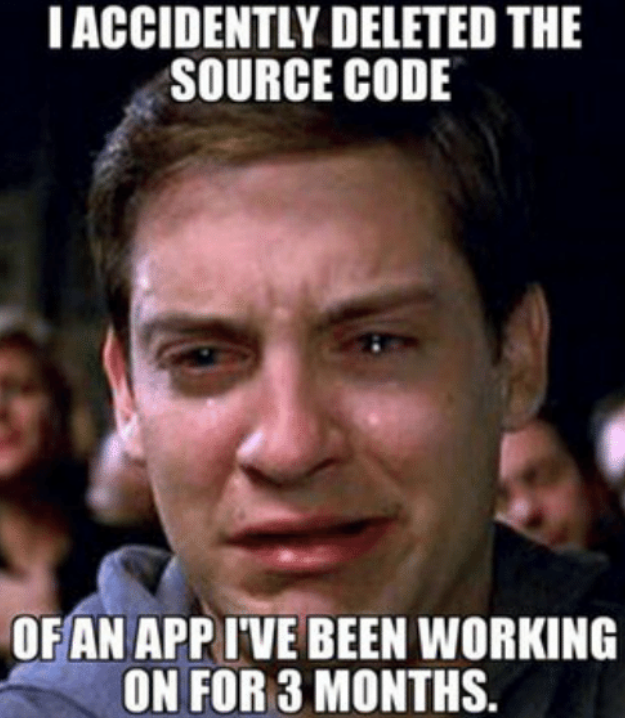 I ACCIDENTLY DELETED THE
SOURCE CODE
OF AN APP I'VE BEEN WORKING
ON FOR 3 MONTHS.